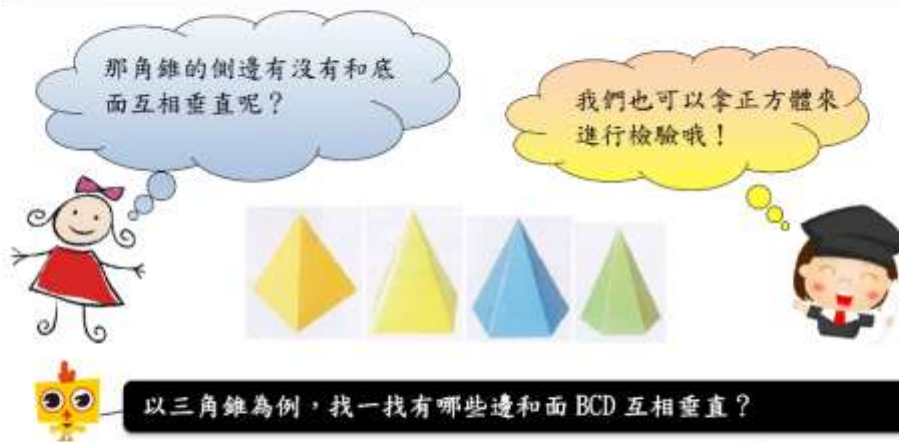 那角錐的側邊有沒有和底
面互相垂直呢？
我們也可以拿正方體來
進行檢驗哦！
以三角錐為例，找一找有哪些邊和面 BCD 互相垂直？